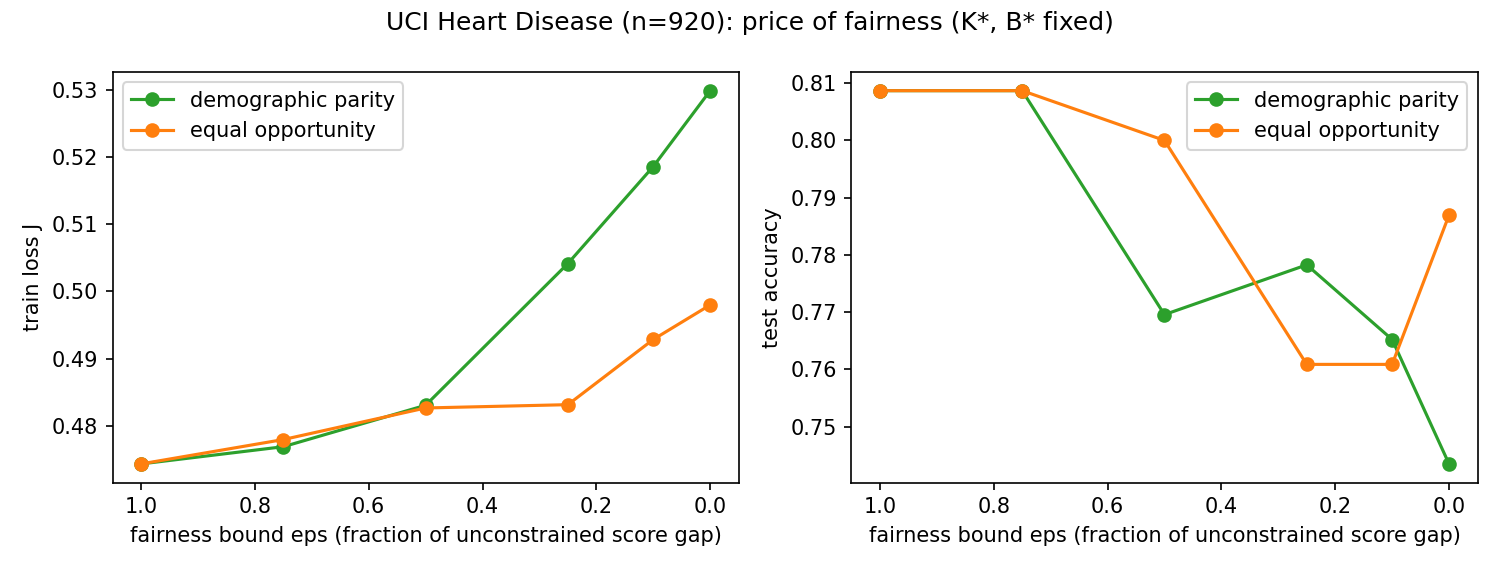 UCI Heart Disease (n=920): price of fairness (K*, B* fixed)
demographic parity
equal opportunity
train loss J
0.53
0.52
0.51
0.50
0.49
0.48
1.0 0.8 0.6 0.4 0.2 0.0
fairness bound eps (fraction of unconstrained score gap)
demographic parity
equal opportunity
test accuracy
0.81
0.80
0.79
0.78
0.77
0.76
0.75
1.0 0.8 0.6 0.4 0.2 0.0
fairness bound eps (fraction of unconstrained score gap)